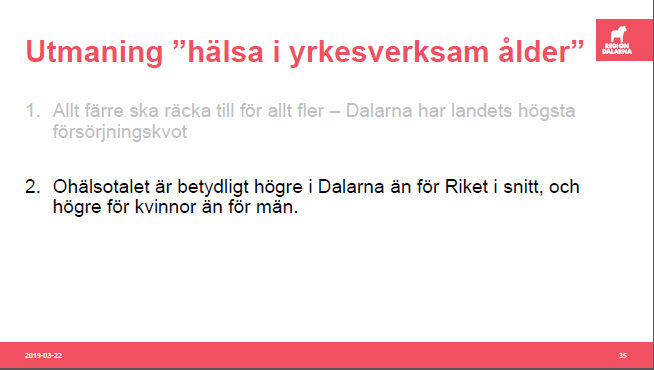 Utmaning ”hälsa i yrkesverksam ålder”
REGION
DALARNA
1. Allt färre ska räcka till för allt fler – Dalarna har landets högsta
försörjningskvot
2. Ohälsotalet är betydligt högre i Dalarna än för Riket i snitt, och
högre för kvinnor än för män.
2019-03-22
35